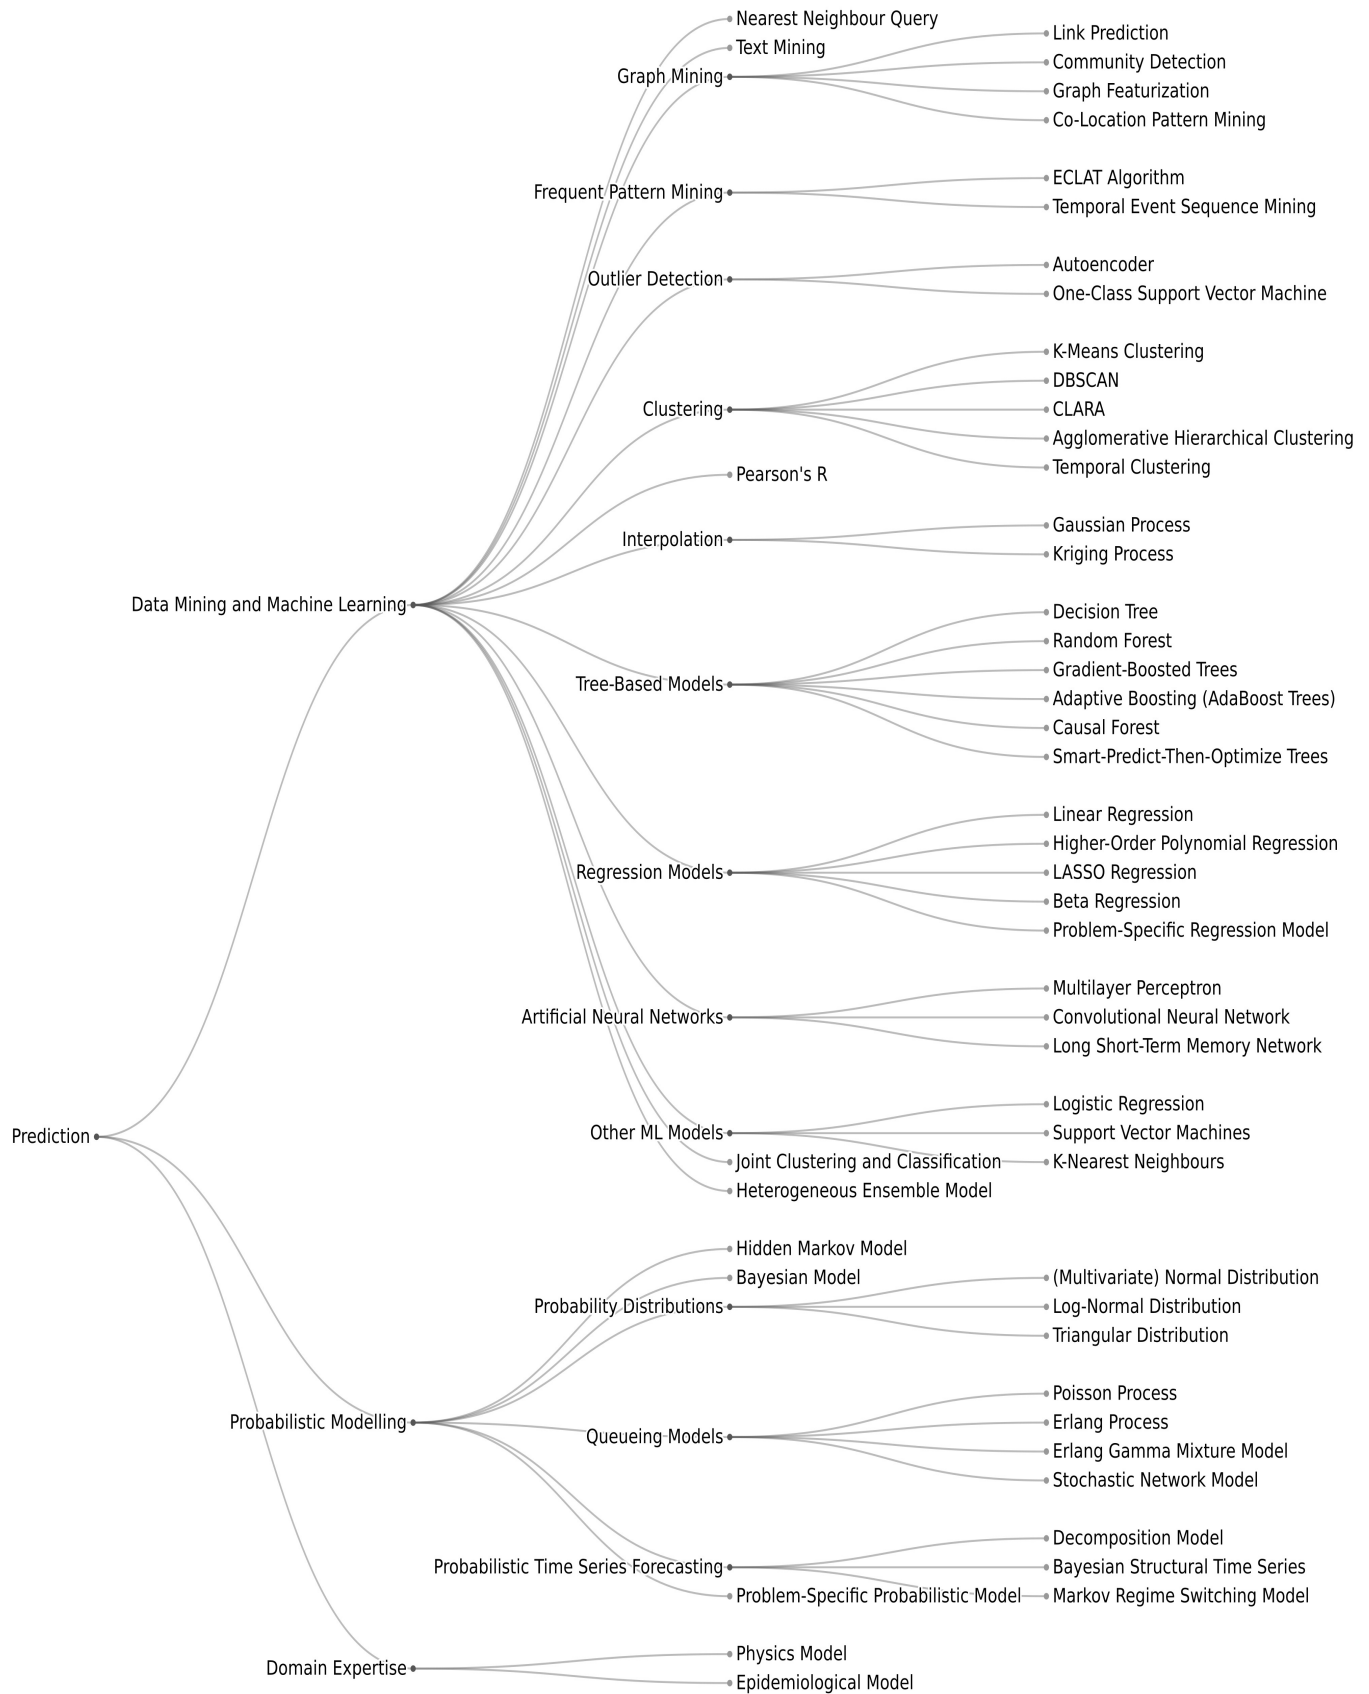 Nearest Neighbour Query
Link Prediction
Text Mining
Community Detection
Graph Mining
Graph Featurization
Co-Location Pattern Mining
ECLAT Algorithm
Frequent Pattern Mining
Temporal Event Sequence Mining
Autoencoder
Outlier Detection
One-Class Support Vector Machine
K-Means Clustering
DBSCAN
Clustering
CLARA
Agglomerative Hierarchical Clustering
Temporal Clustering
Pearson's R
Gaussian Process
Interpolation
Kriging Process
Data Mining and Machine Learning
Decision Tree
Random Forest
Gradient-Boosted Trees
Tree-Based Models
Adaptive Boosting (AdaBoost Trees)
Causal Forest
Smart-Predict-Then-Optimize Trees
Linear Regression
Higher-Order Polynomial Regression
Regression Models
LASSO Regression
Beta Regression
Problem-Specific Regression Model
Multilayer Perceptron
Artificial Neural Networks
Convolutional Neural Network
Long Short-Term Memory Network
Logistic Regression
Prediction
Other ML Models
Support Vector Machines
Joint Clustering and Classification
K-Nearest Neighbours
Heterogeneous Ensemble Model
Hidden Markov Model
Bayesian Model
(Multivariate) Normal Distribution
Probability Distributions
Log-Normal Distribution
Triangular Distribution
Poisson Process
Probabilistic Modelling
Erlang Process
Queueing Models
Erlang Gamma Mixture Model
Stochastic Network Model
Decomposition Model
Probabilistic Time Series Forecasting
Bayesian Structural Time Series
Problem-Specific Probabilistic Model
Markov Regime Switching Model
Physics Model
Domain Expertise
Epidemiological Model